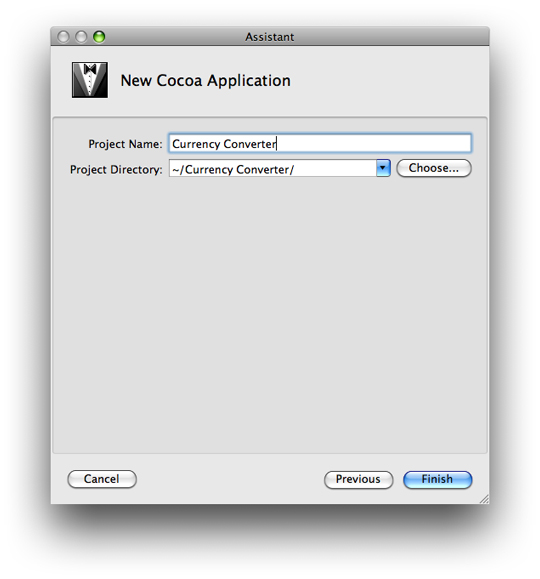 Assistant
New Cocoa Application
Project Name: Currency Converter
Project Directory: ~/Currency Converter/ Choose...
Cancel Previous Finish